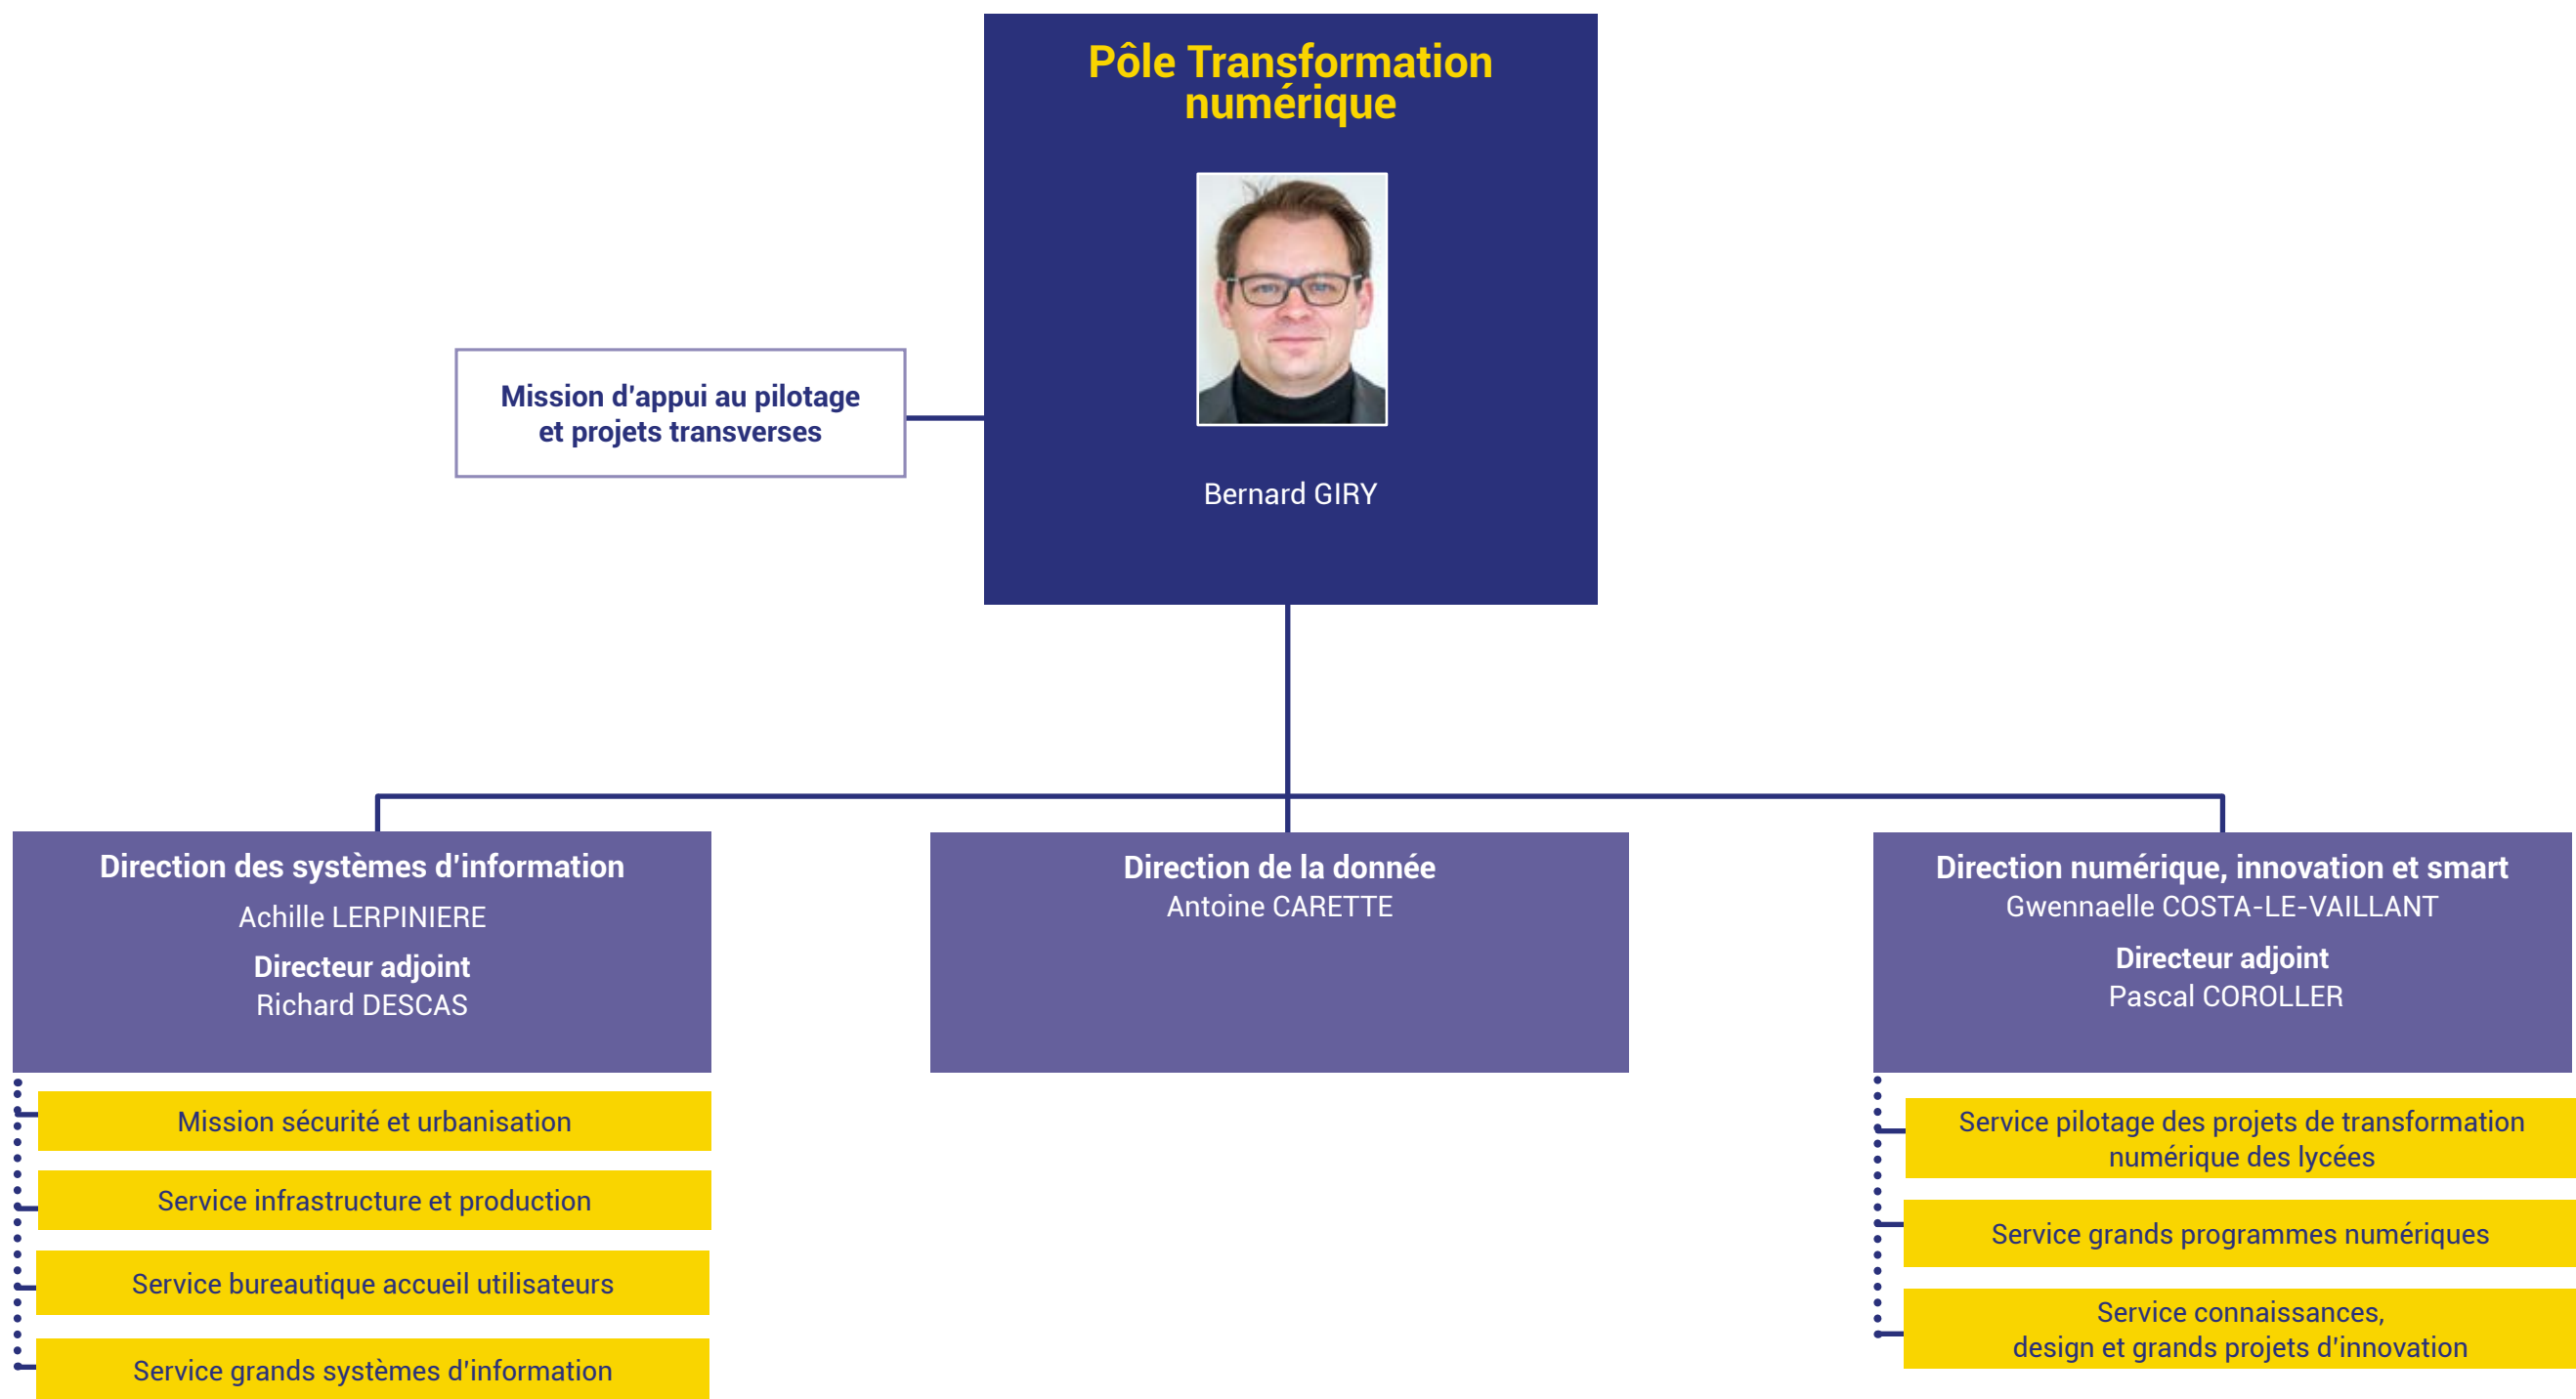 Pôle Transformation
numérique
Mission d'appui au pilotage
et projets transverses
Bernard GIRY
Direction des systèmes d'information
Achille LERPINIERE
Directeur adjoint
Richard DESCAS
Mission sécurité et urbanisation
Service infrastructure et production
Service bureautique accueil utilisateurs
Service grands systèmes d'information
Direction de la donnée
Antoine CARETTE
Direction numérique, innovation et smart
Gwennaelle COSTA-LE-VAILLANT
Directeur adjoint
Pascal COROLLER
Service pilotage des projets de transformation
numérique des lycées
Service grands programmes numériques
Service connaissances,
design et grands projets d'innovation